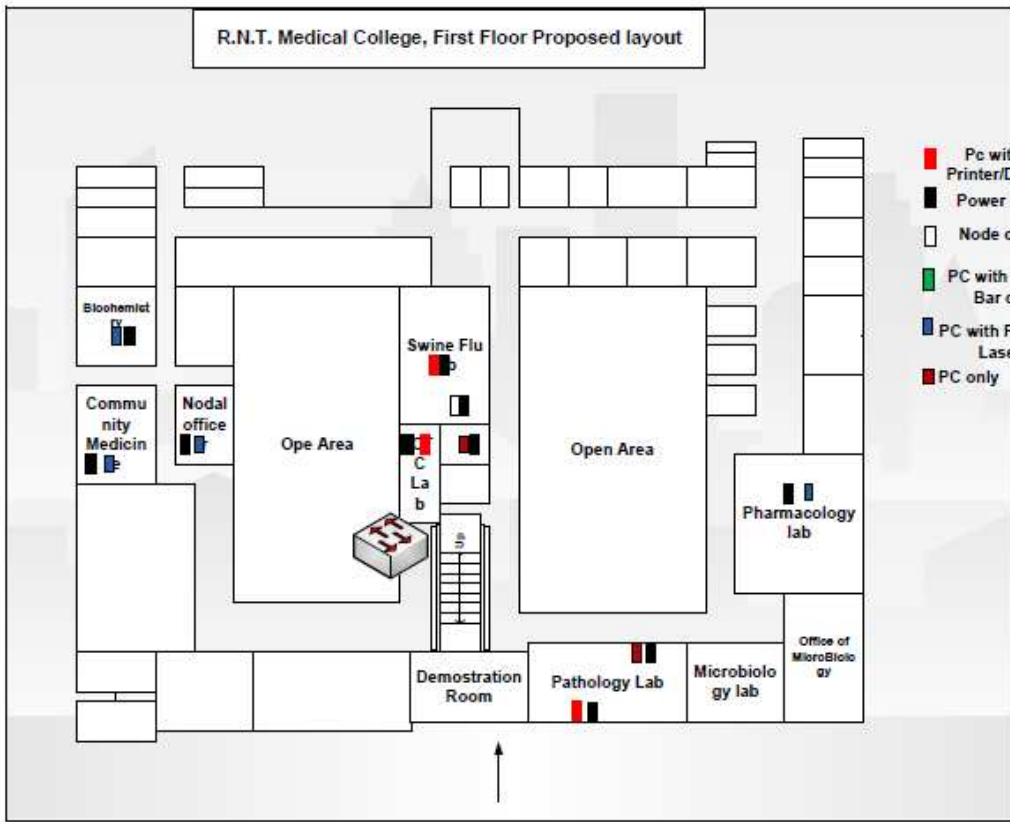 R.N.T. Medical College, First Floor Proposed layout
Pc wit
Printer/D
Power
Node o
PC with
Bar c
PC with F
Lase
PC only
Biochemist
ry
Swine Flu
Commu
nity
Medicin
e
Nodal
office
r
Ope Area
C
La
b
Open Area
Pharmacology
lab
Up
Demostration
Room
Pathology Lab
Microbiolo
gy lab
Office of
MicroBiolo
gy